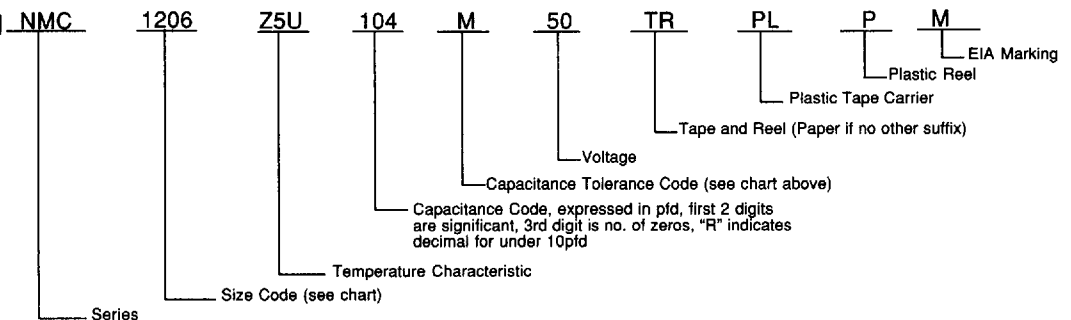 NMC 1206 Z5U 104 M 50 TR PL P M
EIA Marking
Plastic Reel
Plastic Tape Carrier
Tape and Reel (Paper if no other suffix)
Voltage
Capacitance Tolerance Code (see chart above)
Capacitance Code, expressed in pfd, first 2 digits
are significant, 3rd digit is no. of zeros, “R” indicates
decimal for under 10pfd
Temperature Characteristic
Size Code (see chart)
Series